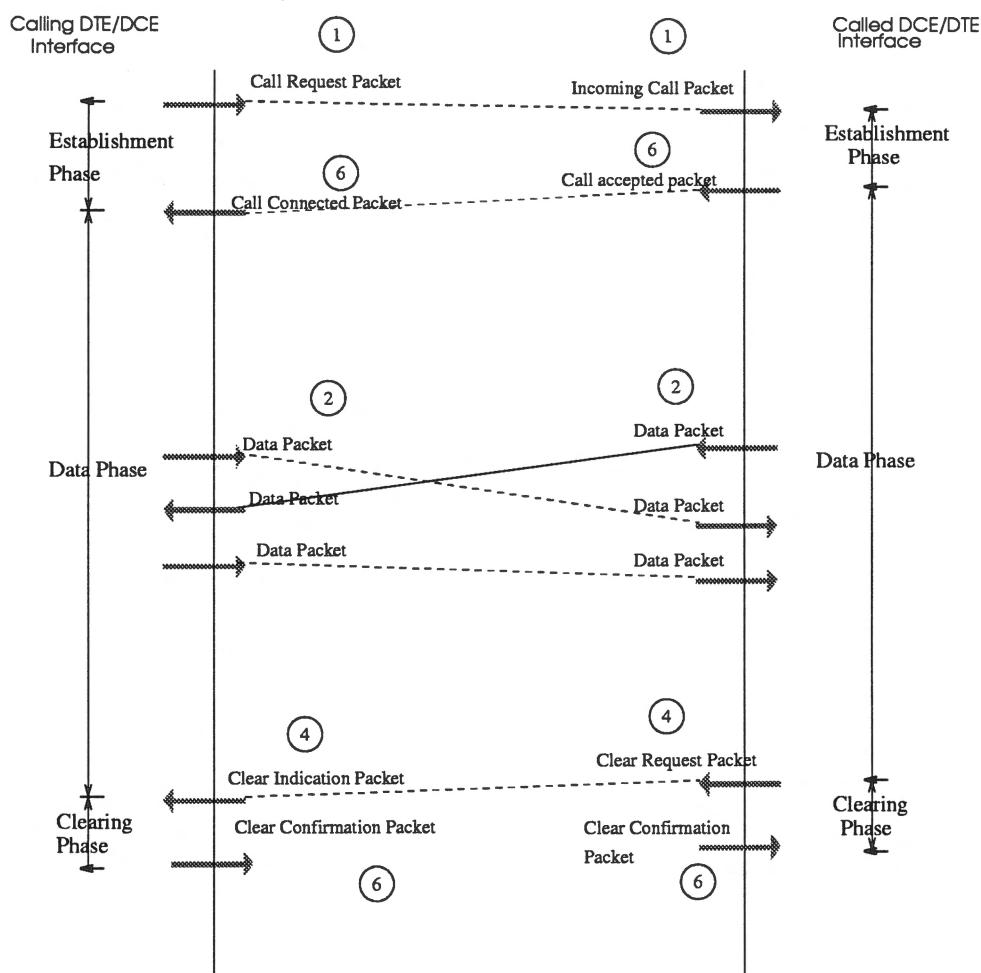 Calling DTE/DCE
Interface
1
1
Called DCE/DTE
Interface
Call Request Packet
Incoming Call Packet
Establishment
Phase
Establishment
Phase
6
6
Call accepted packet
Call Connected Packet
2
2
Data Packet
Data Packet
Data Phase
Data Phase
Data Packet
Data Packet
Data Packet
Data Packet
4
4
Clear Indication Packet
Clear Request Packet
Clearing
Phase
Clearing
Phase
Clear Confirmation Packet
Clear Confirmation
Packet
6
6